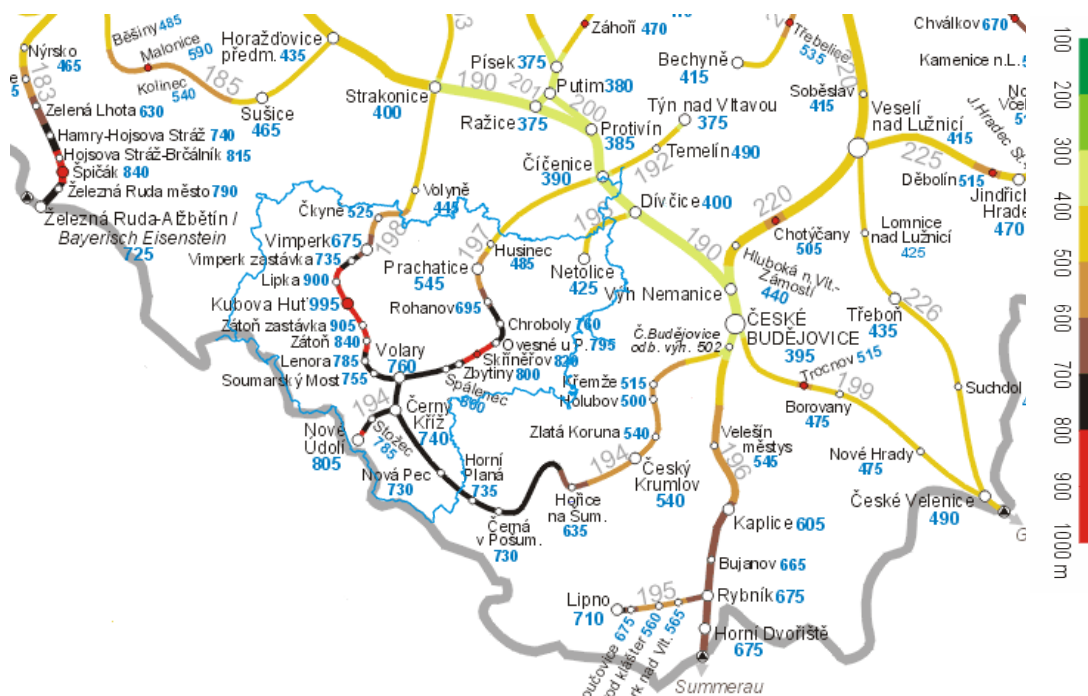 Běšiny 485
Nýrsko
465
183
Malonice
590
Kolinec
540
185
Horažďovice
předm. 435
Sušice
465
Zelená Lhota 630
Hamry-Hojsova Stráž 740
Hojsova Stráž-Brčálník 815
Špičák 840
Železná Ruda město 790
Železná Ruda-Alžbětín /
Bayerisch Eisenstein
725
Strakonice
400
190
201
200
Záhoří
470
Písek 375
Putim 380
Ražice 375
Protivín
385
Číčenice
390
192
Bechyně
415
Třebelice
535
Týn nad Vltavou
375
Temelín 490
Soběslav
415
Veselí
nad Lužnicí
415
Chválkov 670
Kamenice n.L.
J.Hradec
225
Děbolín 515
Jindřich
Hrade
470
Volyně
445
Čkyně 525
198
Vimperk 675
Vimperk zastávka 735
Lipka 900
Kubova Huť 995
Zátoň zastávka 905
Zátoň 840
Lenora 785
Soumarský Most 755
197
Husinec
485
Prachatice
545
Rohanov 695
Chroboly 760
Ovesné u P. 795
Skříněřov 820
Zbytiny 800
Spálenec
800
Volary
760
194
Černý
Kříž
740
Stožec
785
Nové
Údolí
805
Nová Pec
730
Horní
Planá
735
Černá
v Pošum.
730
Hořice
na Šum.
635
194
Dívčice 400
Netolice
425
190
Výh Nemanice
220
Chotýčany
505
Hluboká n.Vlt.-
Zámostí
440
Lomnice
nad Lužnicí
425
Třeboň
435
226
ČESKÉ
BUDĚJOVICE
395
Č.Budějovice
odb. výh. 502
Trocnov 515
199
Borovany
475
Suchdol
Nové Hrady
475
České Velenice
490
Křemže 515
Holubov 500
Zlatá Koruna 540
Český
Krumlov
540
Velešín
městys
545
196
Kaplice 605
Bujanov 665
Rybník 675
195
Lipno
710
675
560
565
Horní Dvořiště
675
Summerau
100
200
300
400
500
600
700
800
900
1000 m